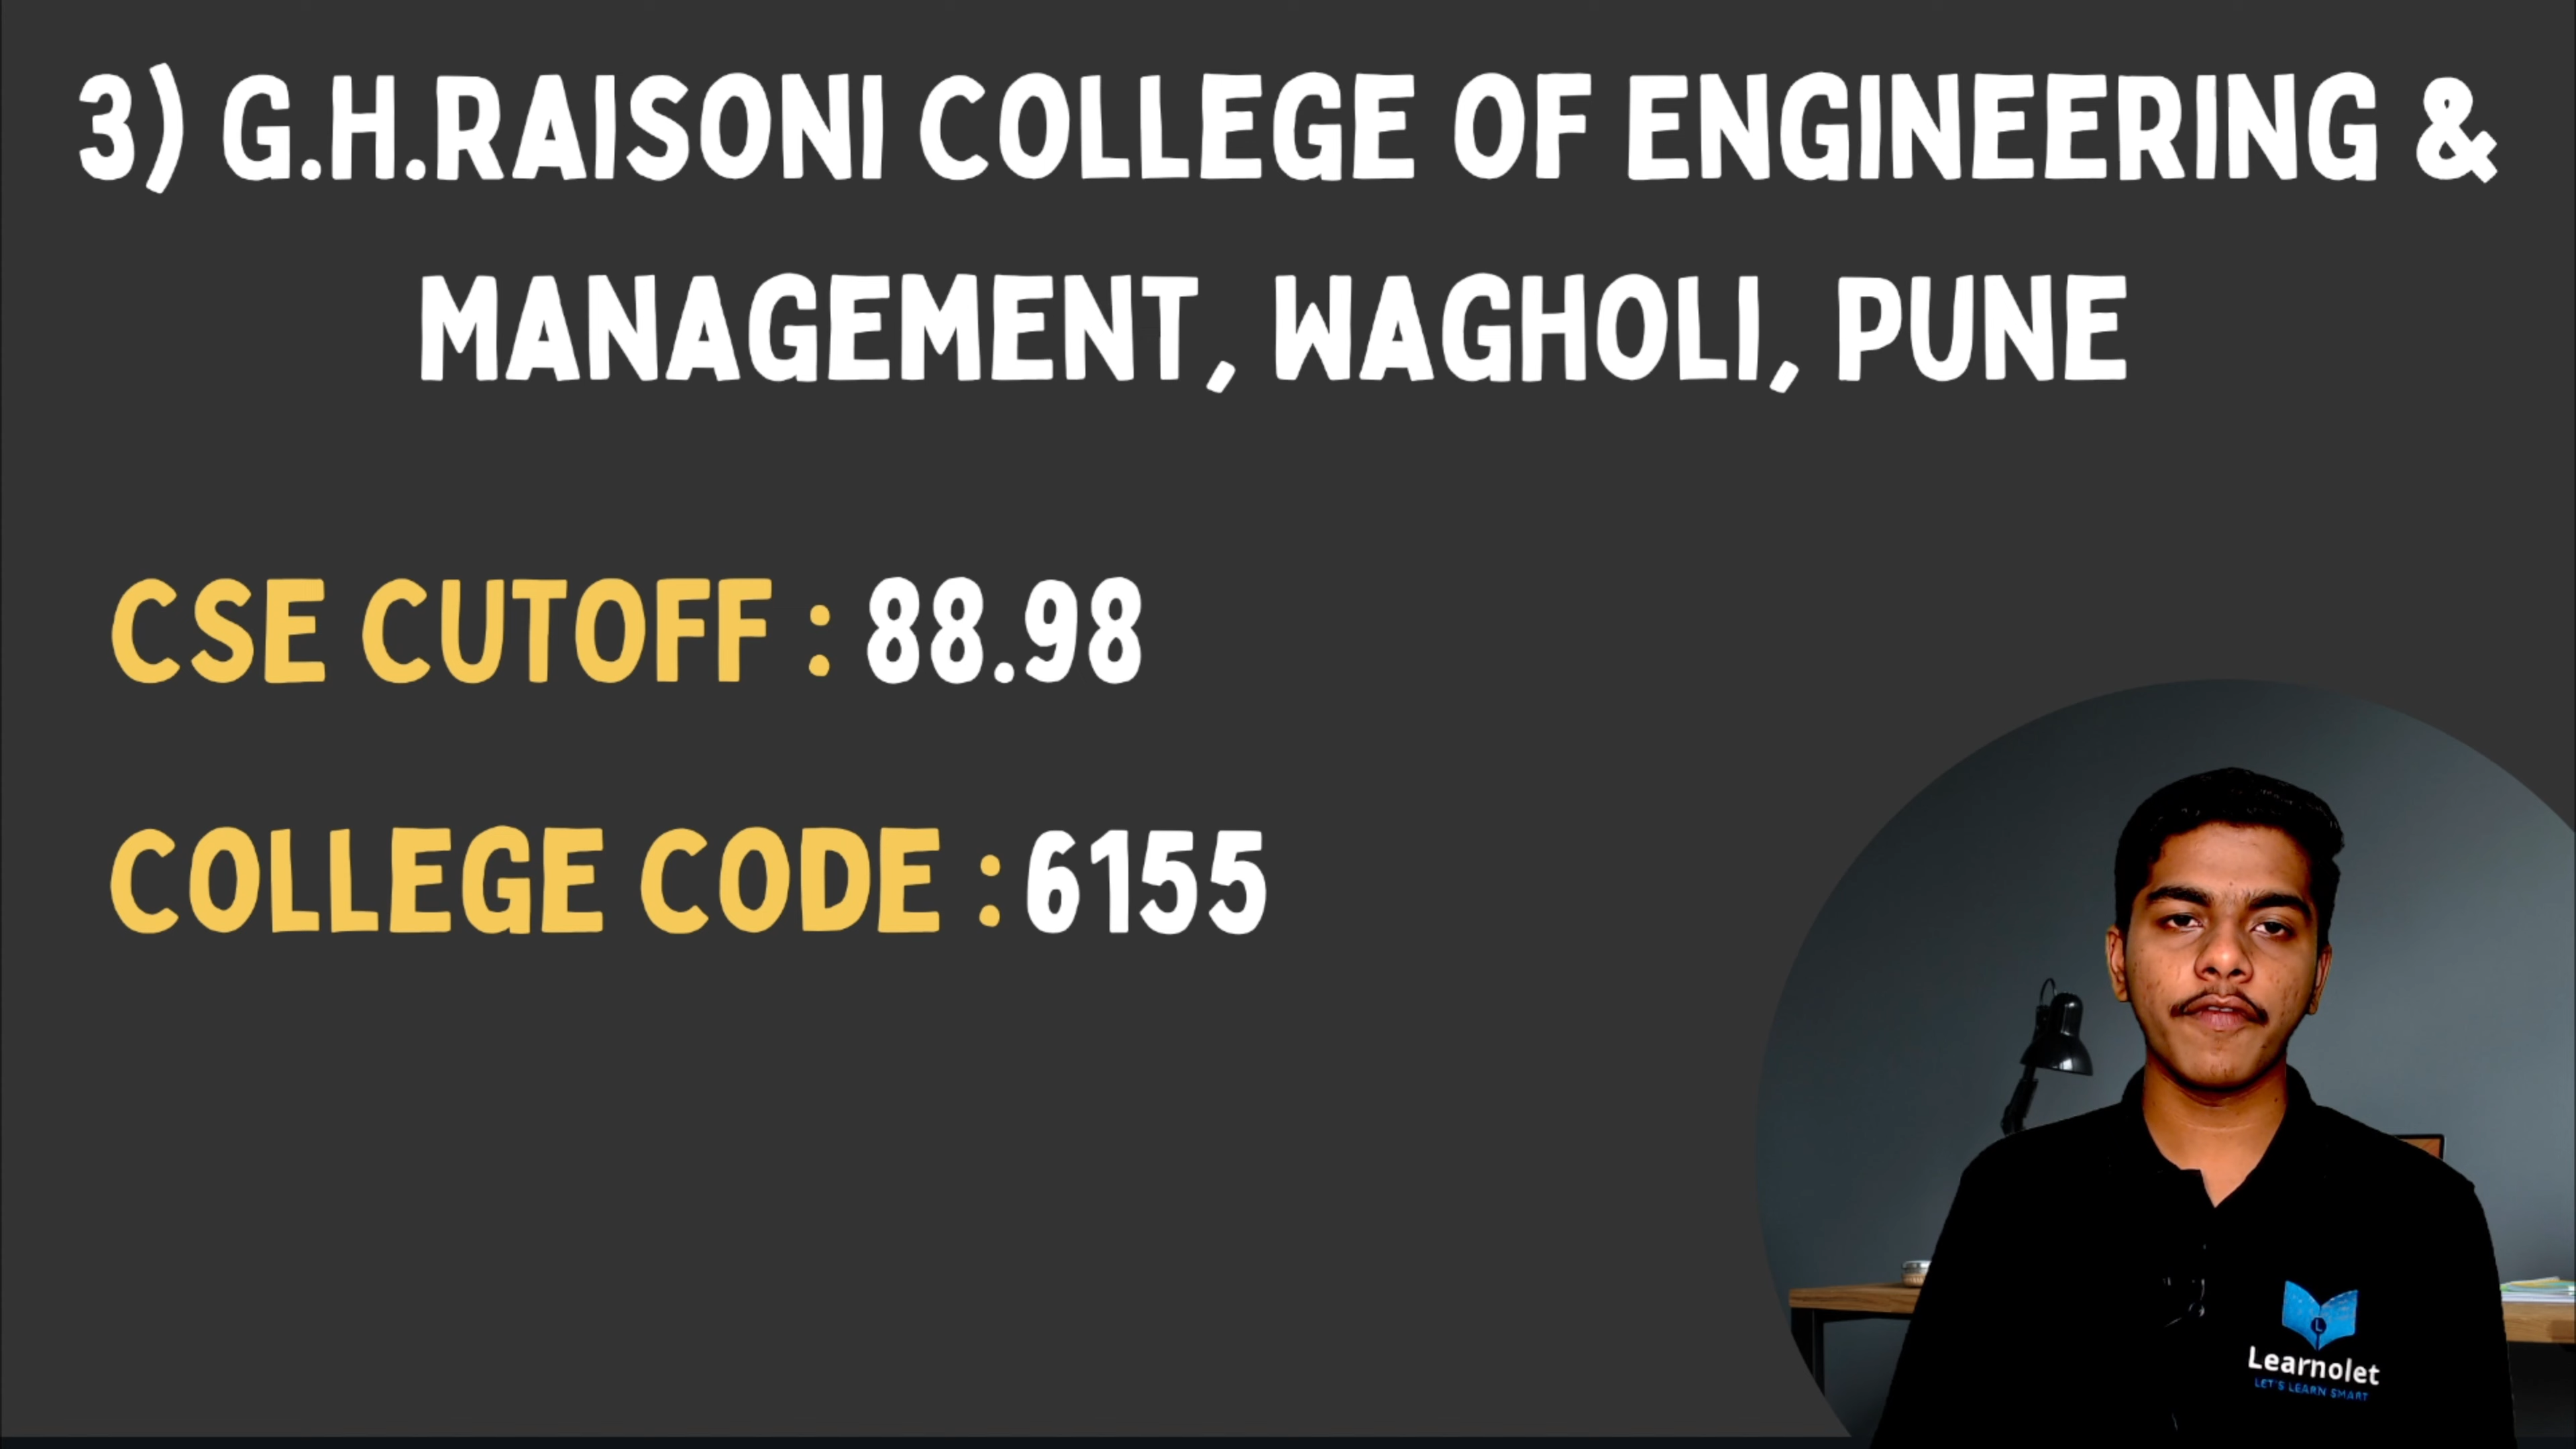 3) G.H.RAISONI COLLEGE OF ENGINEERING &
MANAGEMENT, WAGHOLI, PUNE
CSE CUTOFF : 88.98
COLLEGE CODE : 6155
L
Learnolet
LET'S LEARN SMART